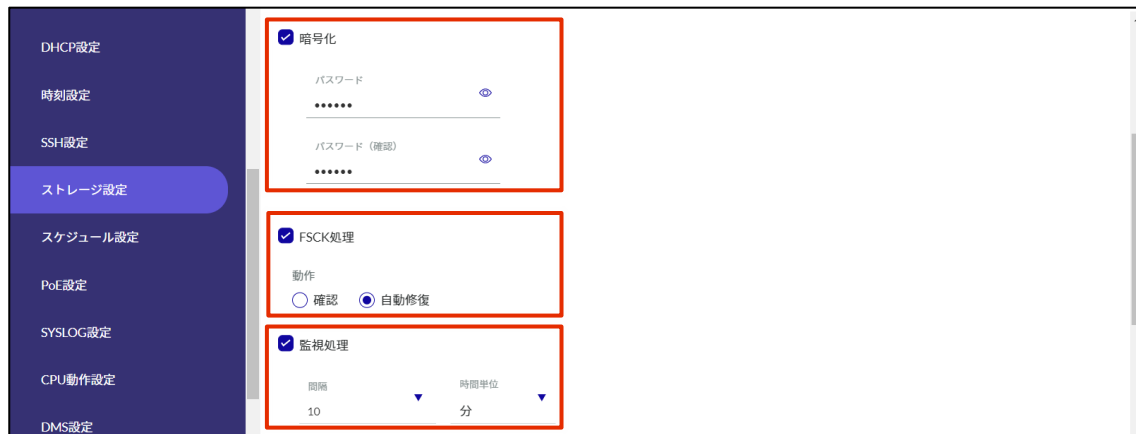 DHCP設定
時刻設定
SSH設定
ストレージ設定
スケジュール設定
PoE設定
SYSLOG設定
CPU動作設定
DMS設定
暗号化
パスワード
••••••
パスワード（確認）
••••••
FSCK処理
動作
確認 自動修復
監視処理
間隔 時間単位
10 分